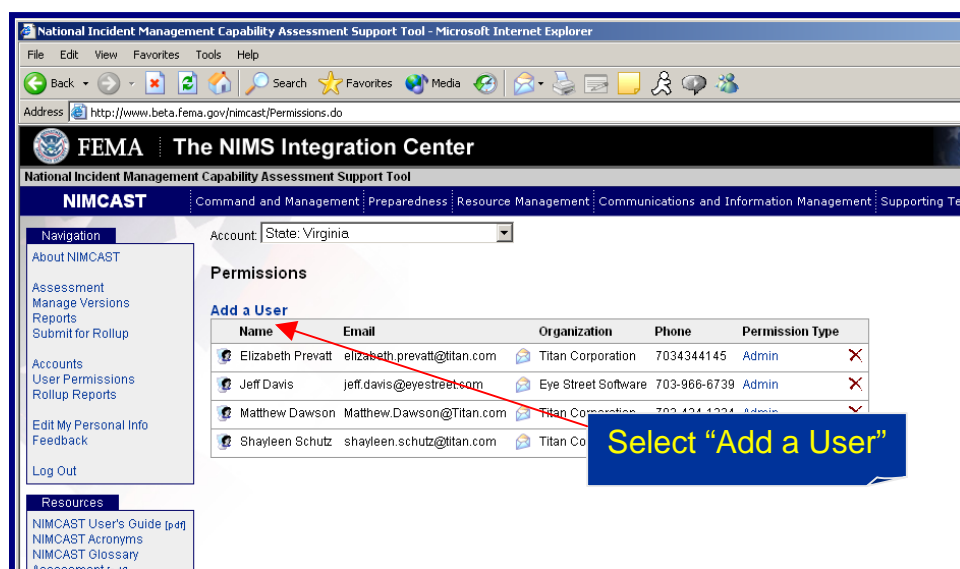 National Incident Management Capability Assessment Support Tool - Microsoft Internet Explorer
File Edit View Favorites Tools Help
Back Search Favorites Media
Address http://www.beta.fema.gov/nimcast/Permissions.do
FEMA The NIMS Integration Center
National Incident Management Capability Assessment Support Tool
NIMCAST Command and Management Preparedness Resource Management Communications and Information Management Supporting Te
Navigation
About NIMCAST
Assessment
Manage Versions
Reports
Submit for Rollup
Accounts
User Permissions
Rollup Reports
Edit My Personal Info
Feedback
Log Out
Resources
NIMCAST User's Guide [pdf]
NIMCAST Acronyms
NIMCAST Glossary
Account: State: Virginia
Permissions
Add a User
Name Email Organization Phone Permission Type
Elizabeth Prevatt elizabeth.prevatt@titan.com Titan Corporation 7034344145 Admin
Jeff Davis jeff.davis@eyestreet.com Eye Street Software 703-966-6739 Admin
Matthew Dawson Matthew.Dawson@Titan.com Titan Corporation
Shayleen Schutz shayleen.schutz@titan.com Titan Co
Select “Add a User”